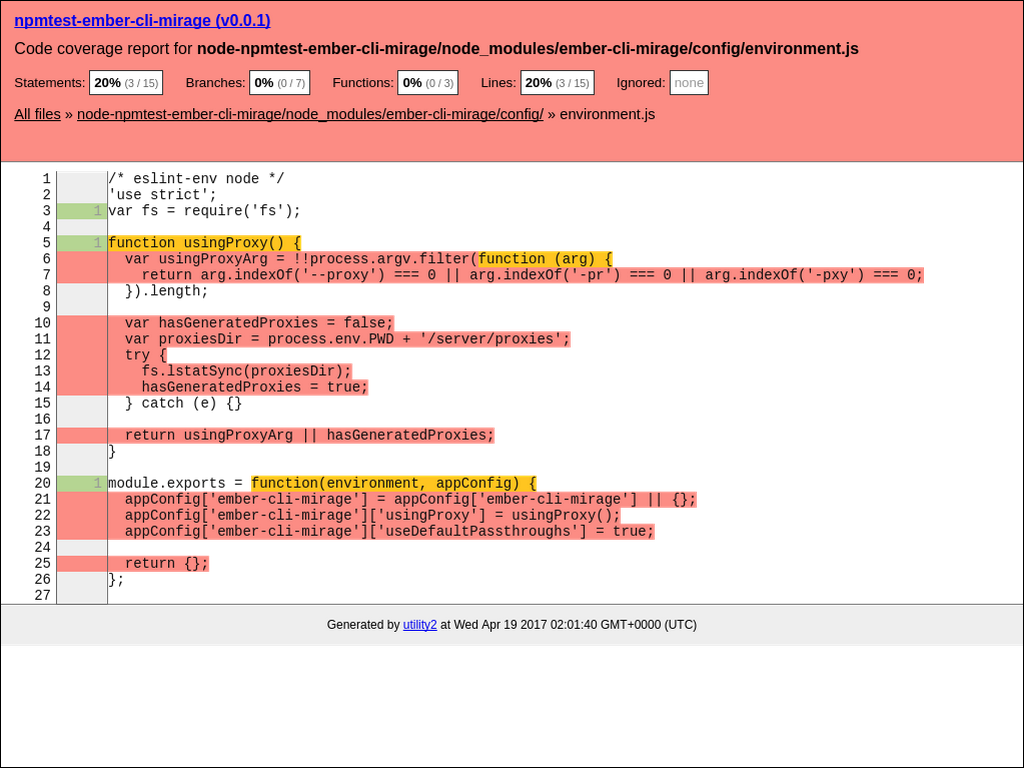 npmtest-ember-cli-mirage (v0.0.1)
Code coverage report for node-npmtest-ember-cli-mirage/node_modules/ember-cli-mirage/config/environment.js
Statements: 20% (3 / 15) Branches: 0% (0 / 7) Functions: 0% (0 / 3) Lines: 20% (3 / 15) Ignored: none
All files » node-npmtest-ember-cli-mirage/node_modules/ember-cli-mirage/config/ » environment.js
1 /* eslint-env node */
2 'use strict';
3 1 var fs = require('fs');
4
5 1 function usingProxy() {
6   var usingProxyArg = !!process.argv.filter(function (arg) {
7     return arg.indexOf('--proxy') === 0 || arg.indexOf('-pr') === 0 || arg.indexOf('-pxy') === 0;
8   }).length;
9
10   var hasGeneratedProxies = false;
11   var proxiesDir = process.env.PWD + '/server/proxies';
12   try {
13     fs.lstatSync(proxiesDir);
14     hasGeneratedProxies = true;
15   } catch (e) {}
16
17   return usingProxyArg || hasGeneratedProxies;
18 }
19
20 1 module.exports = function(environment, appConfig) {
21   appConfig['ember-cli-mirage'] = appConfig['ember-cli-mirage'] || {};
22   appConfig['ember-cli-mirage']['usingProxy'] = usingProxy();
23   appConfig['ember-cli-mirage']['useDefaultPassthroughs'] = true;
24
25   return {};
26 };
27
Generated by utility2 at Wed Apr 19 2017 02:01:40 GMT+0000 (UTC)